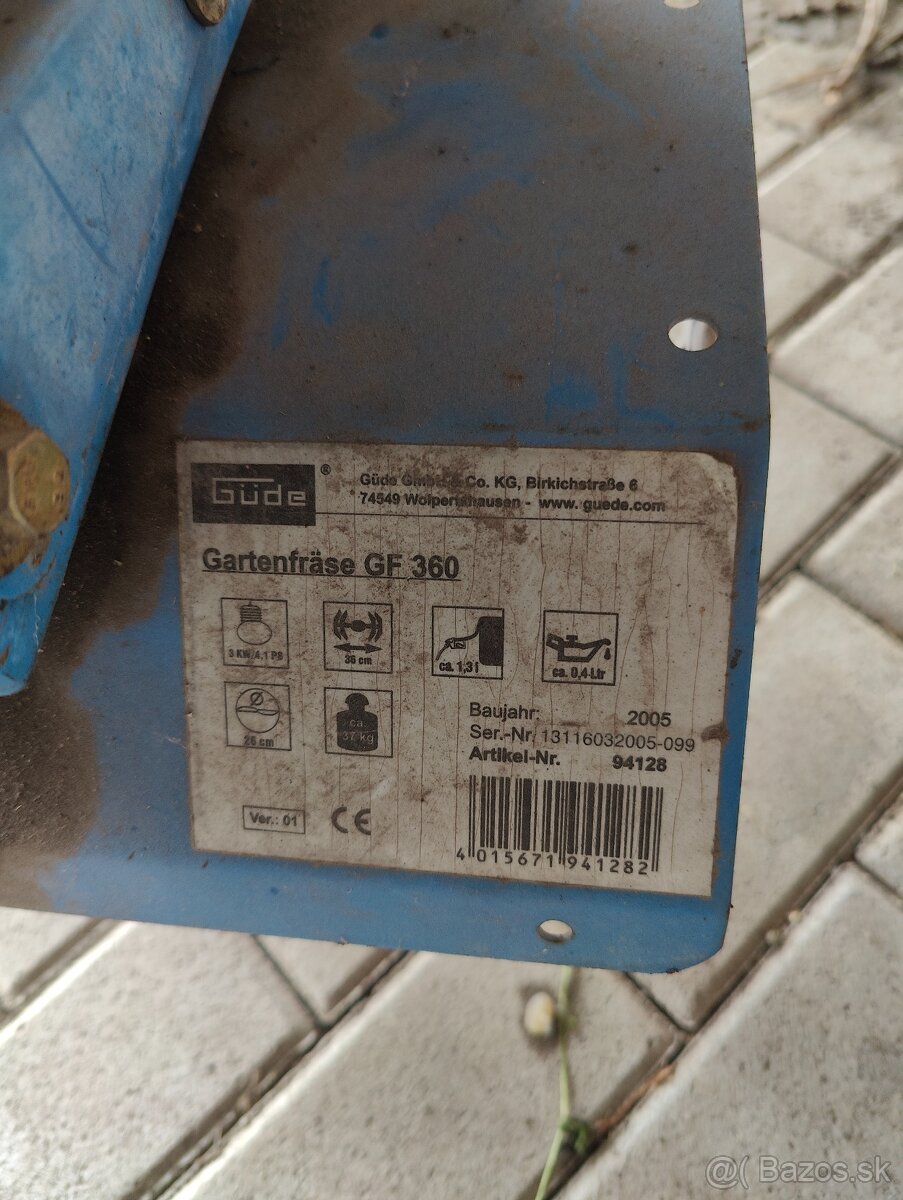 Güde®
Güde GmbH & Co. KG, Birkichstraße 6
74549 Wolpertshausen - www. guede.com
Gartenfräse GF 360
3 KW/4.1 PS
36 cm
ca. 1,3 l
ca. 0,4-Ltr
26 cm
ca.
37 kg
Baujahr: 2005
Ser.-Nr. 13116032005-099
Artikel-Nr. 94128
Ver.: 01
CE
4 015671 941282
@( Bazos.sk